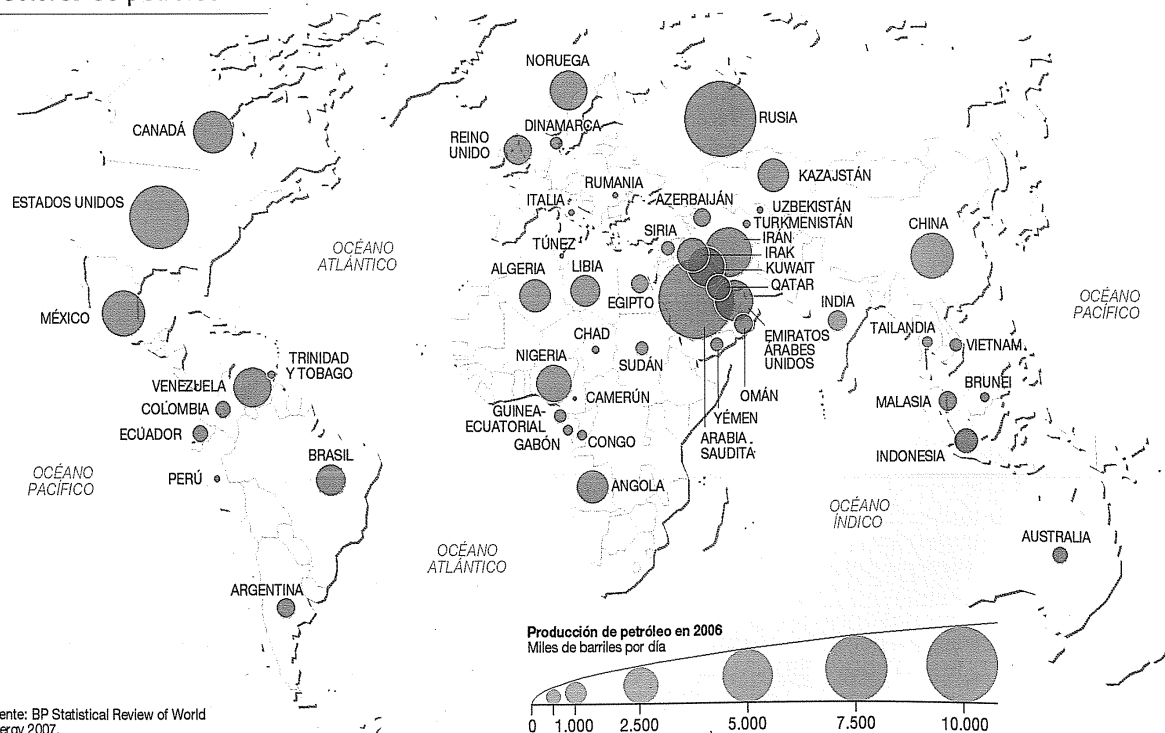 de petróleo
NORUEGA
CANADÁ
DINAMARCA
REINO
UNIDO
RUSIA
KAZAJSTÁN
RUMANIA
ITALIA
AZERBAIJÁN
UZBEKISTÁN
TURKMENISTÁN
ESTADOS UNIDOS
OCÉANO
ATLÁNTICO
TÚNEZ
SIRIA
IRÁN
IRAK
KUWAIT
QATAR
CHINA
ALGERIA
LIBIA
EGIPTO
MÉXICO
EMIRATOS
ÁRABES
UNIDOS
INDIA
OCÉANO
PACÍFICO
TAILANDIA
VIETNAM
CHAD
SUDÁN
NIGERIA
TRINIDAD
Y TOBAGO
VENEZUELA
COLOMBIA
ECUADOR
CAMERÚN
GUINEA-
ECUATORIAL
GABÓN
CONGO
OMÁN
YÉMEN
ARABIA
SAUDITA
BRUNEI
MALASIA
INDONESIA
OCÉANO
PACÍFICO
PERÚ
BRASIL
ANGOLA
OCÉANO
ÍNDICO
OCÉANO
ATLÁNTICO
AUSTRALIA
ARGENTINA
Producción de petróleo en 2006
Miles de barriles por día
0 1.000 2.500 5.000 7.500 10.000
ente: BP Statistical Review of World
ergy 2007.